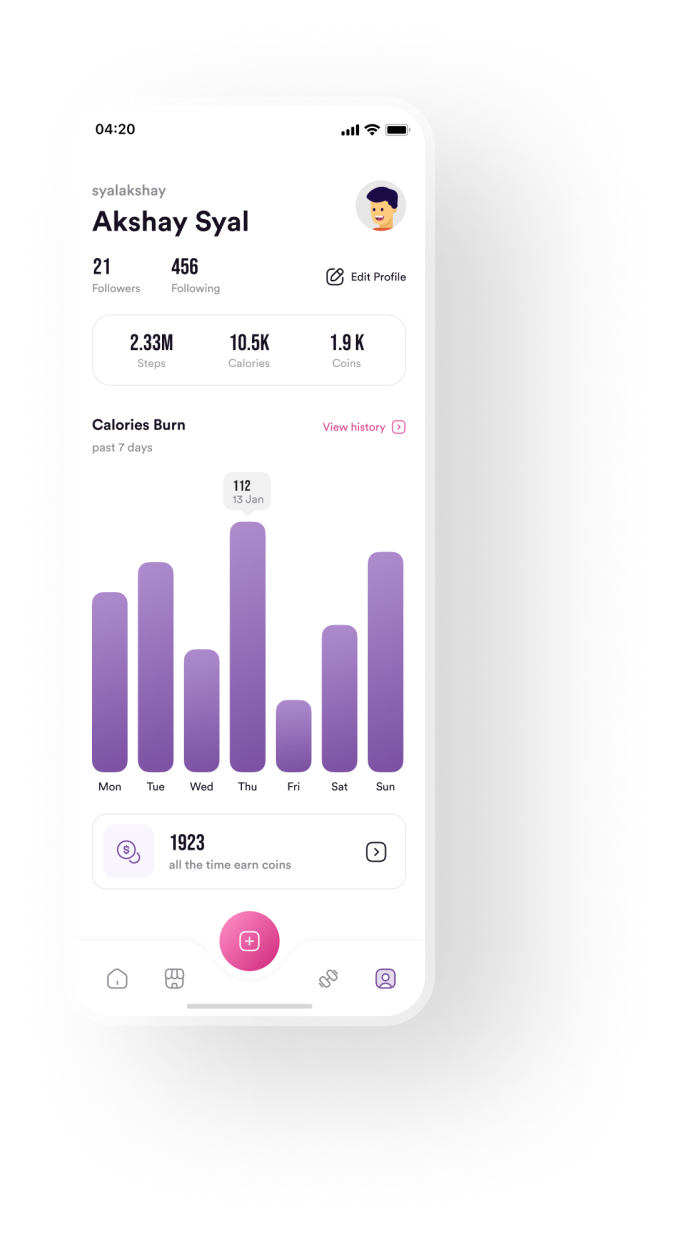 04:20
syalakshay
Akshay Syal
21 456
Followers Following
Edit Profile
2.33M 10.5K 1.9 K
Steps Calories Coins
Calories Burn
View history
past 7 days
112
13 Jan
Mon Tue Wed Thu Fri Sat Sun
$
1923
all the time earn coins